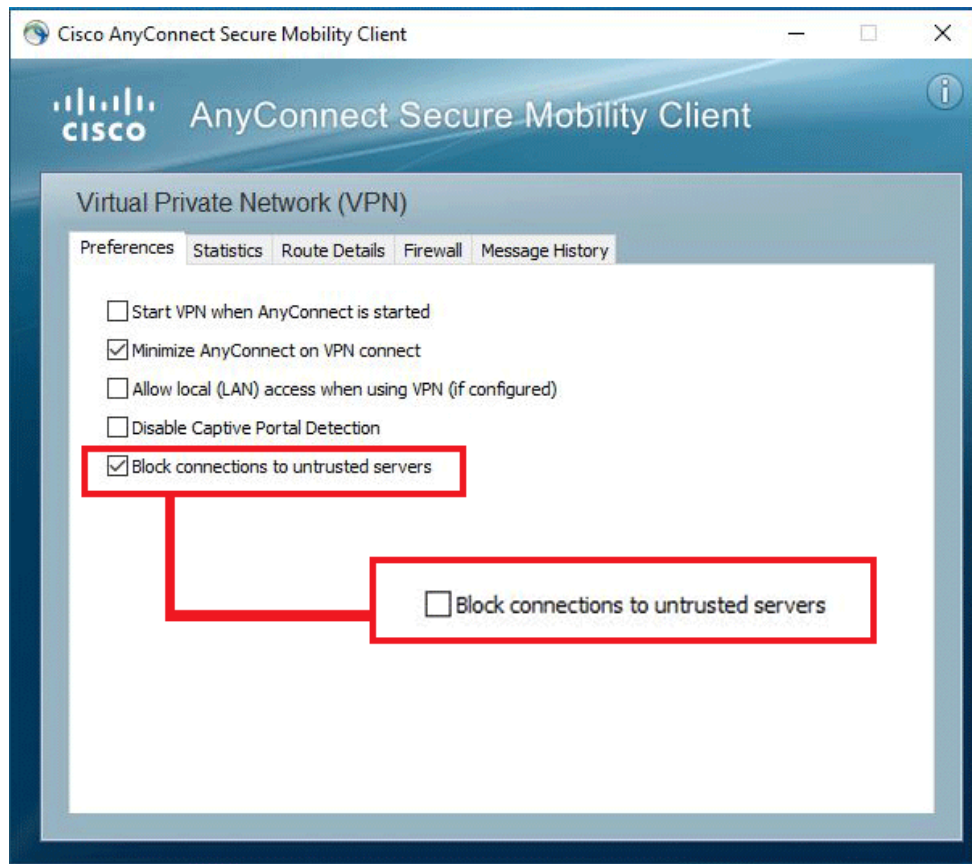 Cisco AnyConnect Secure Mobility Client
cisco AnyConnect Secure Mobility Client
Virtual Private Network (VPN)
Preferences Statistics Route Details Firewall Message History
Start VPN when AnyConnect is started
Minimize AnyConnect on VPN connect
Allow local (LAN) access when using VPN (if configured)
Disable Captive Portal Detection
Block connections to untrusted servers
Block connections to untrusted servers